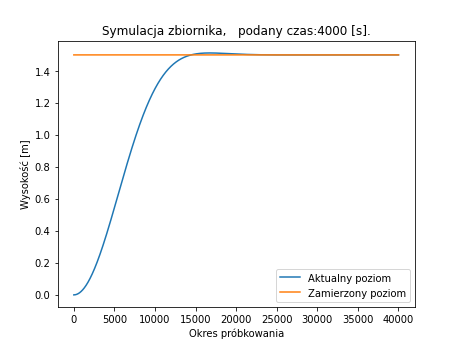 Symulacja zbiornika,   podany czas:4000 [s].
Wysokość [m]
1.4
1.2
1.0
0.8
0.6
0.4
0.2
0.0
Aktualny poziom
Zamierzony poziom
0 5000 10000 15000 20000 25000 30000 35000 40000
Okres próbkowania